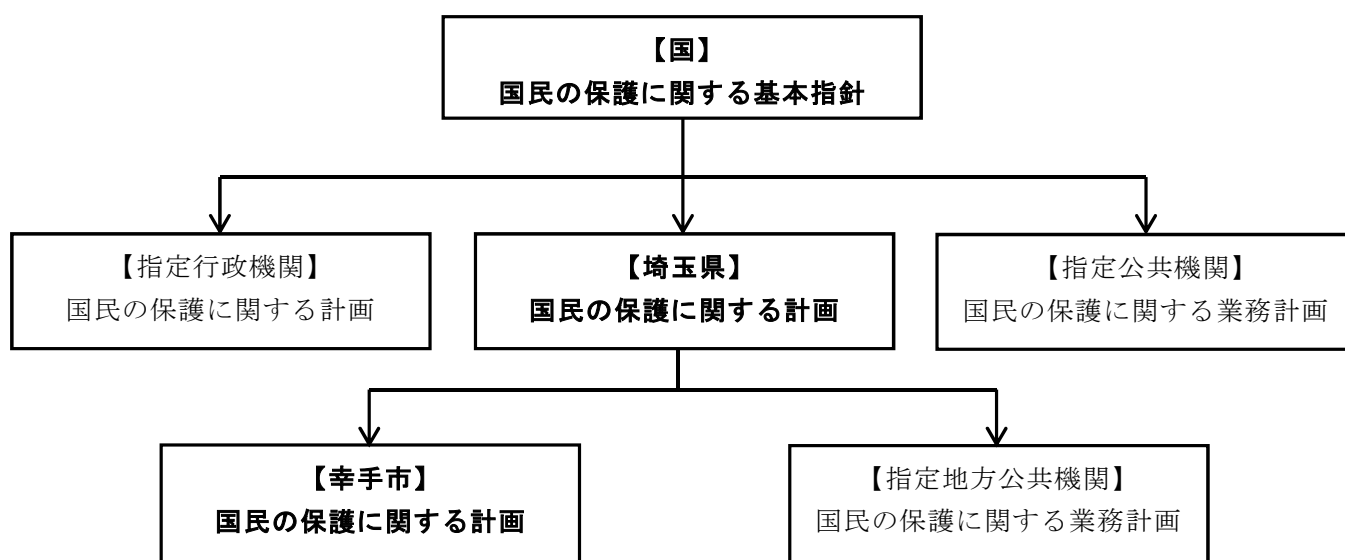 【国】
国民の保護に関する基本指針
【指定行政機関】
国民の保護に関する計画
【埼玉県】
国民の保護に関する計画
【指定公共機関】
国民の保護に関する業務計画
【幸手市】
国民の保護に関する計画
【指定地方公共機関】
国民の保護に関する業務計画